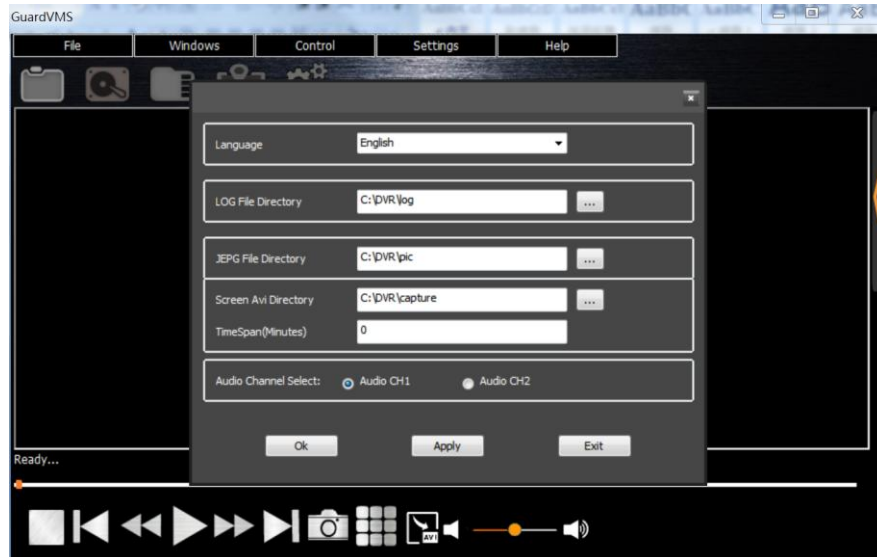 GuardVMS
File Windows Control Settings Help
Language English
LOG File Directory C:\DVR\log ...
JEPG File Directory C:\DVR\pic ...
Screen Avi Directory C:\DVR\capture ...
TimeSpan(Minutes) 0
Audio Channel Select: Audio CH1 Audio CH2
Ok Apply Exit
Ready...
AVI